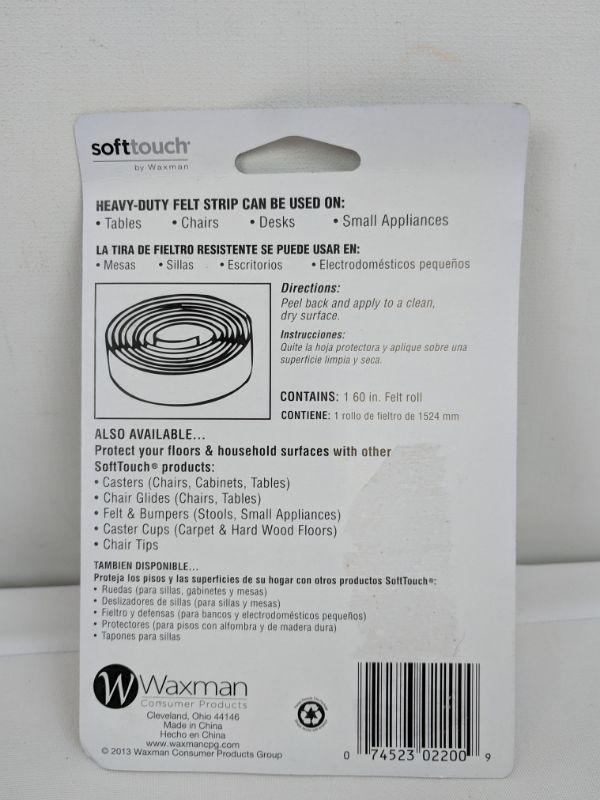 softtouch®
by Waxman
HEAVY-DUTY FELT STRIP CAN BE USED ON:
• Tables • Chairs • Desks • Small Appliances
LA TIRA DE FIELTRO RESISTENTE SE PUEDE USAR EN:
• Mesas • Sillas • Escritorios • Electrodomésticos pequeños
Directions:
Peel back and apply to a clean,
dry surface.
Instrucciones:
Quite la hoja protectora y aplique sobre una
superficie limpia y seca.
CONTAINS: 1 60 in. Felt roll
CONTIENE: 1 rollo de fieltro de 1524 mm
ALSO AVAILABLE...
Protect your floors & household surfaces with other
SoftTouch® products:
• Casters (Chairs, Cabinets, Tables)
• Chair Glides (Chairs, Tables)
• Felt & Bumpers (Stools, Small Appliances)
• Caster Cups (Carpet & Hard Wood Floors)
• Chair Tips
TAMBIEN DISPONIBLE...
Proteja los pisos y las superficies de su hogar con otros productos SoftTouch®:
• Ruedas (para sillas, gabinetes y mesas)
• Deslizadores de sillas (para sillas y mesas)
• Fieltro y defensas (para bancos y electrodomésticos pequeños)
• Protectores (para pisos con alfombra y de madera dura)
• Tapones para sillas
W Waxman
Consumer Products
Cleveland, Ohio 44146
Made in China
Hecho en China
www.waxmancpg.com
© 2013 Waxman Consumer Products Group
0 74523 02200 9